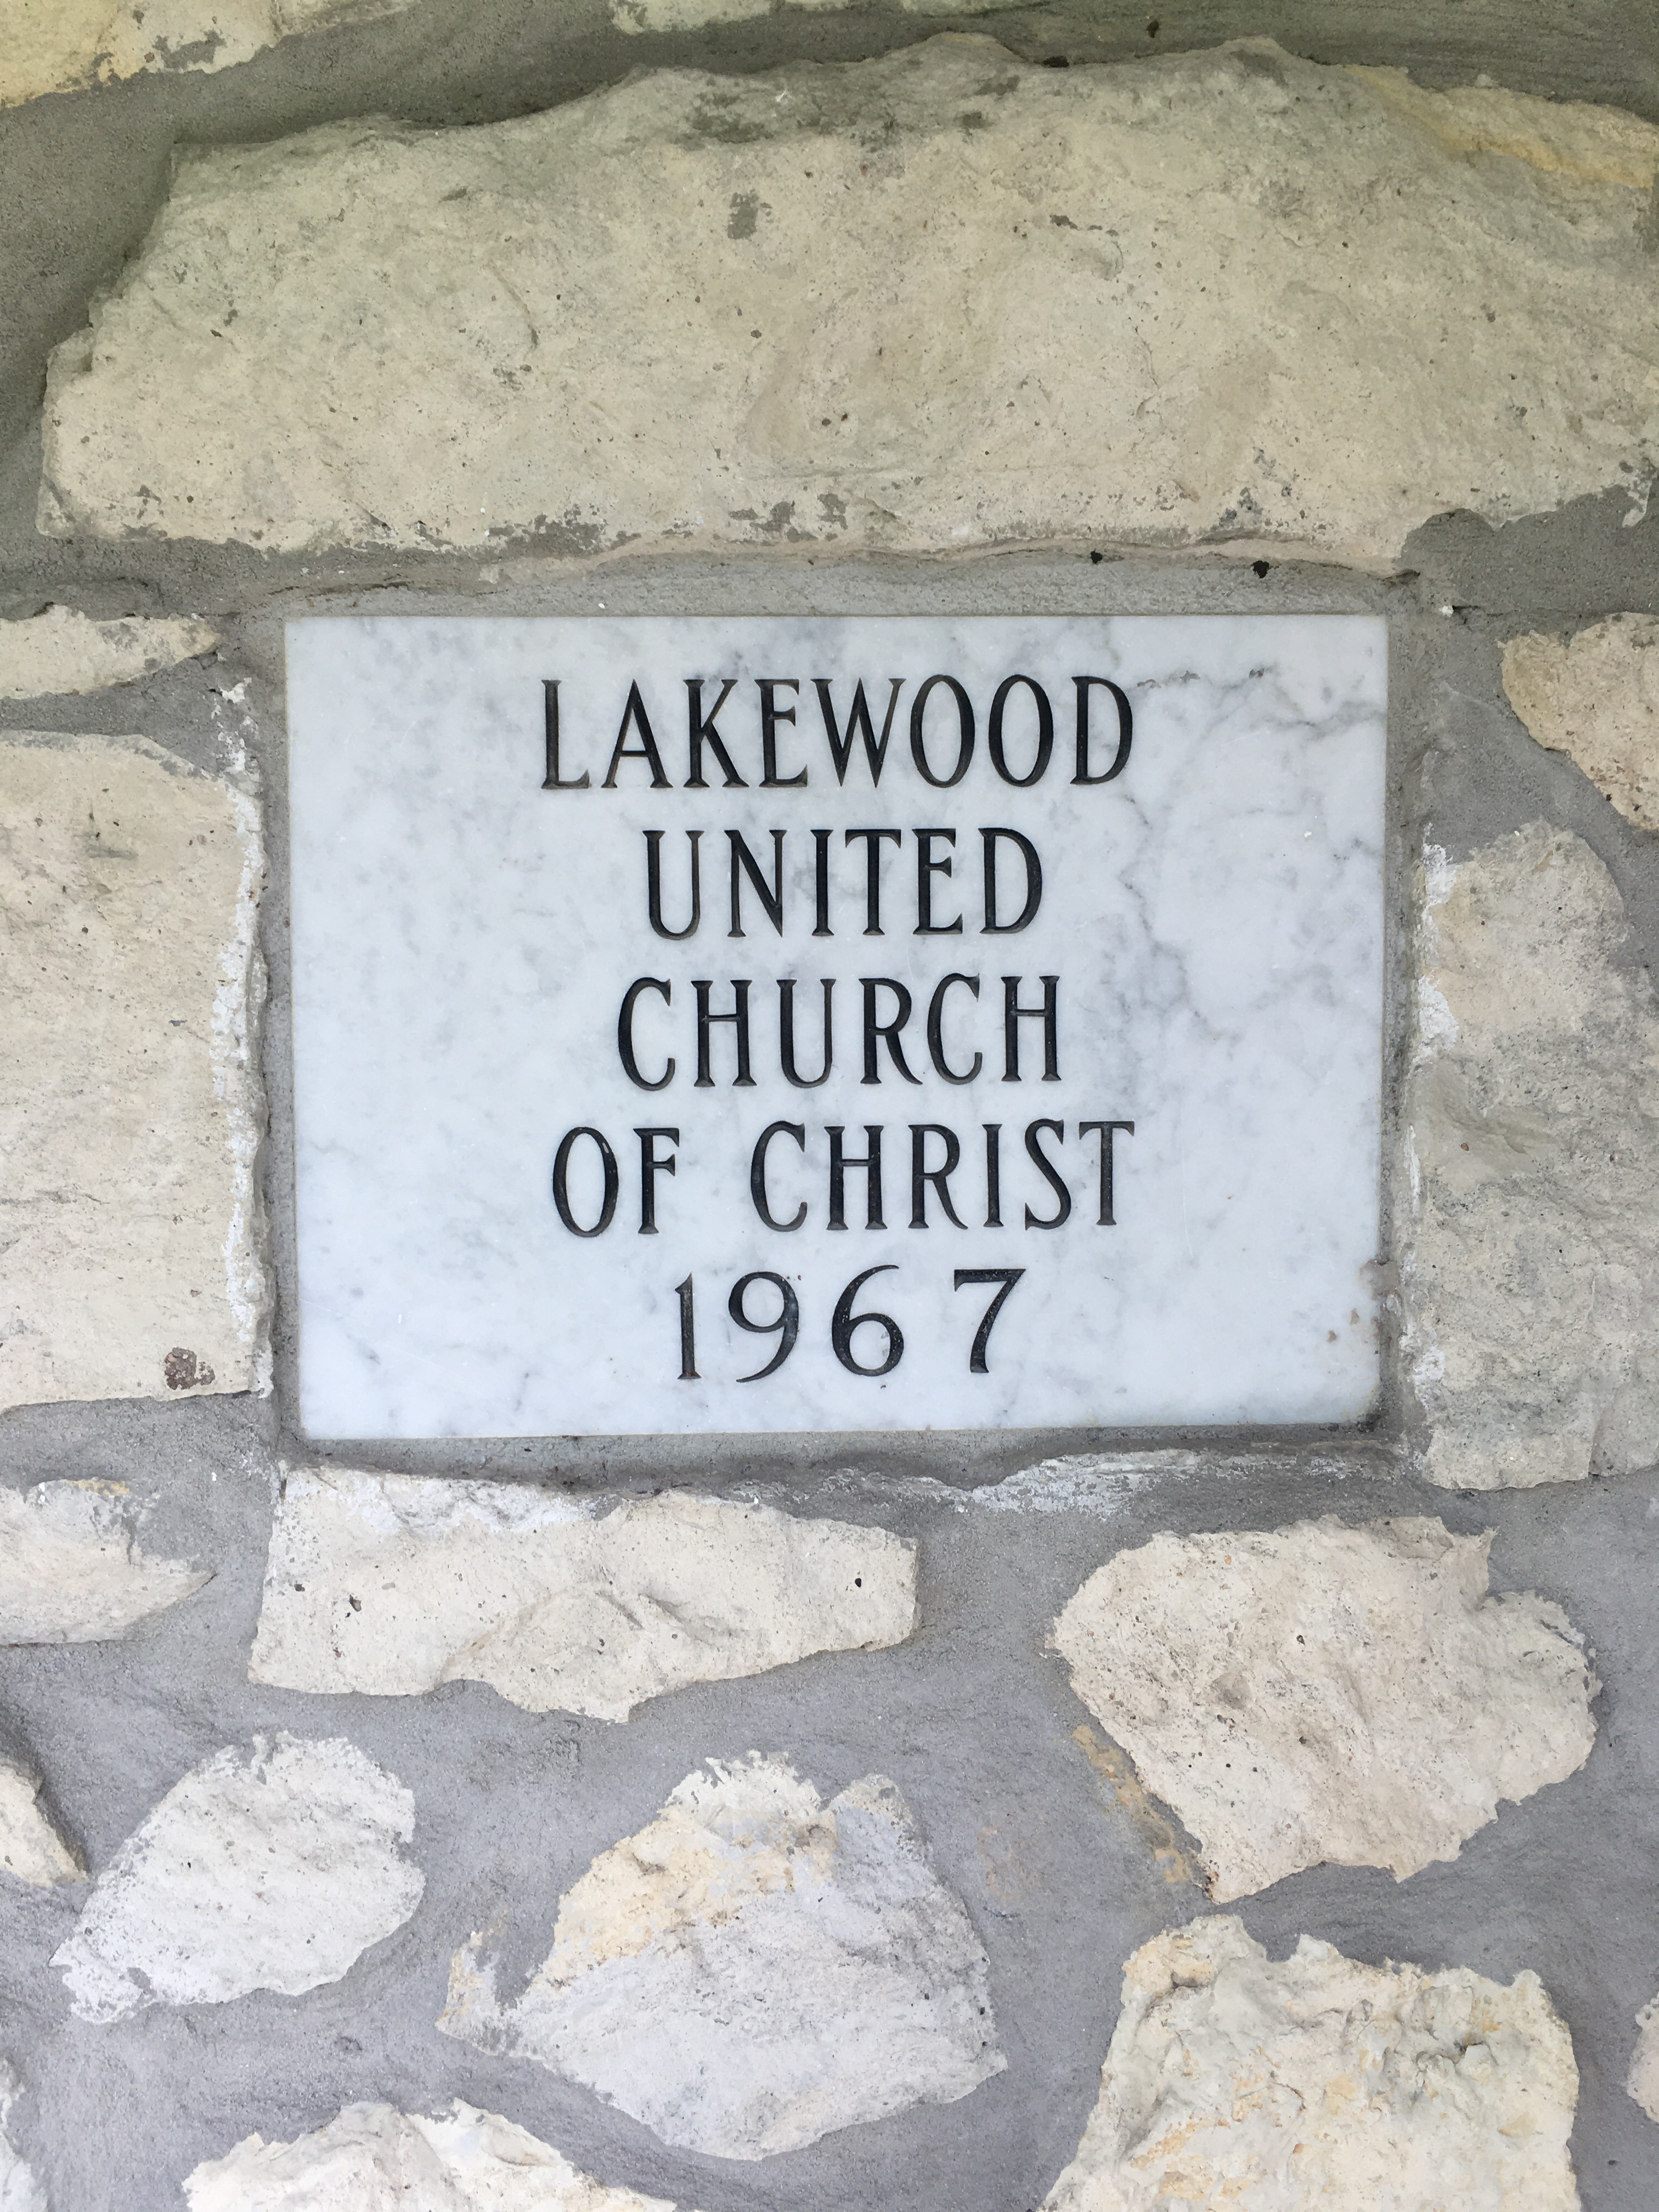 LAKEWOOD
UNITED
CHURCH
OF CHRIST
1967